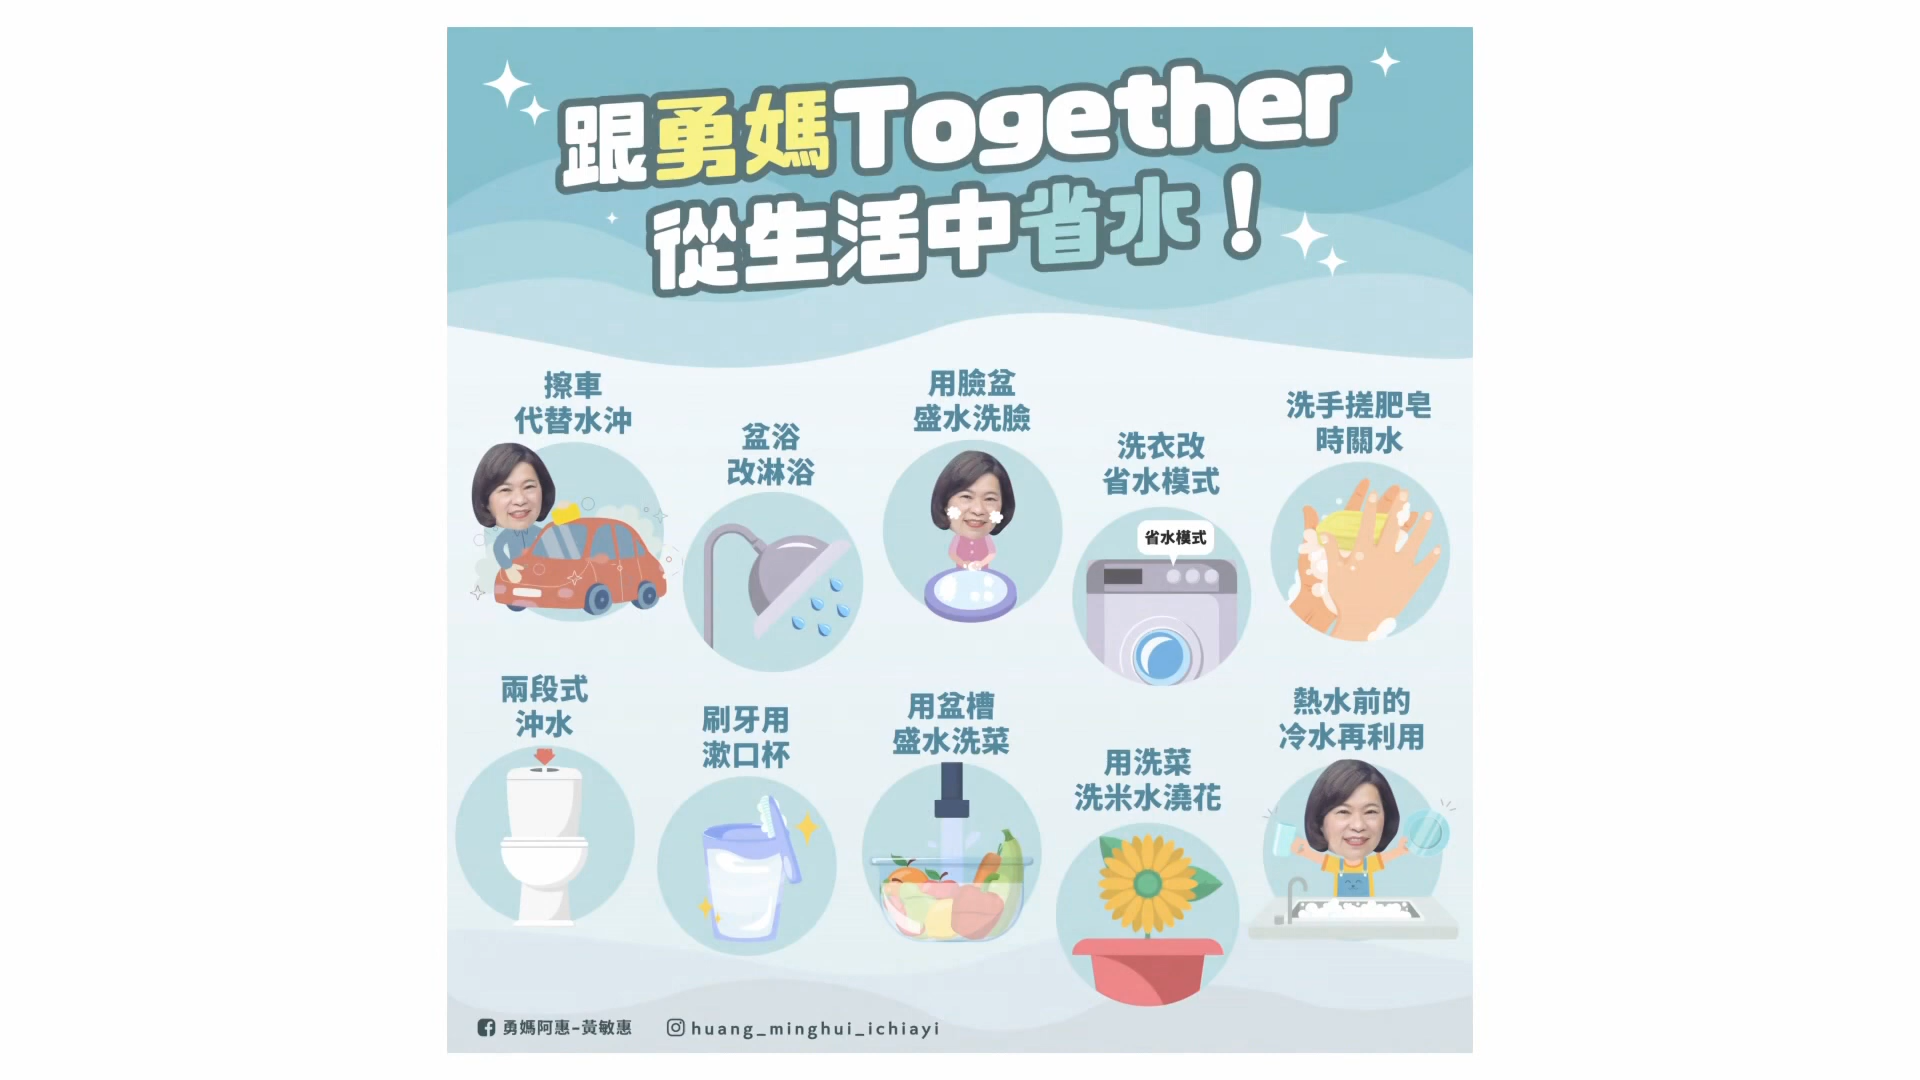 跟勇媽Together
從生活中省水！
擦車
代替水沖
盆浴
改淋浴
用臉盆
盛水洗臉
洗衣改
省水模式
省水模式
洗手搓肥皂
時關水
兩段式
沖水
刷牙用
漱口杯
用盆槽
盛水洗菜
用洗菜
洗米水澆花
熱水前的
冷水再利用
勇媽阿惠-黃敏惠
huang_minghui_ichiayi